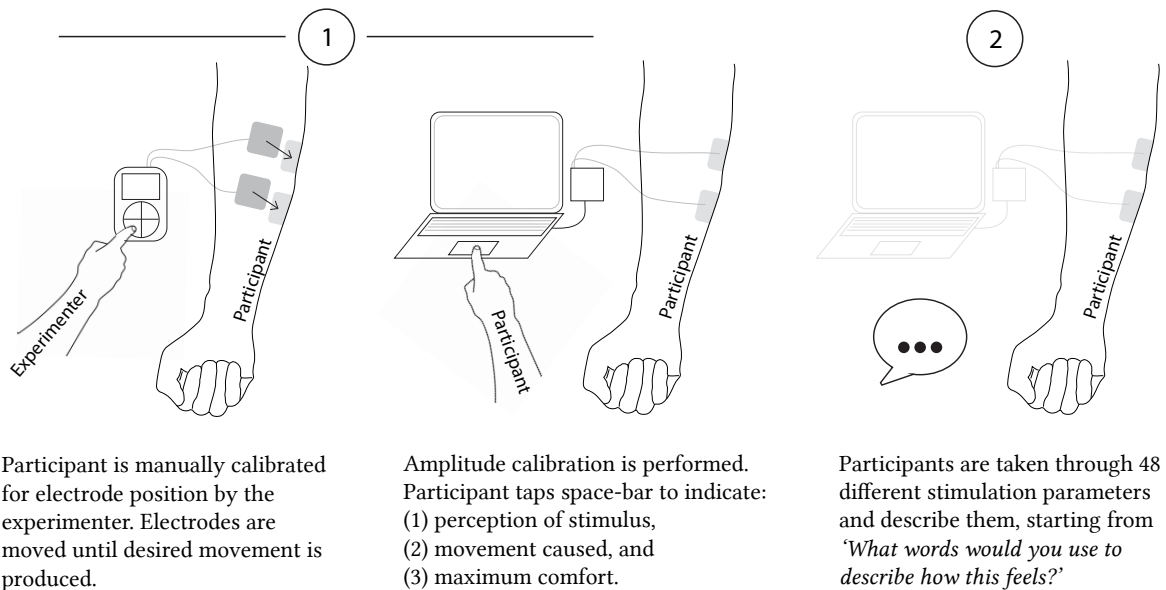 1
2
Experimenter
Participant
Participant
Participant
Participant
Participant is manually calibrated
for electrode position by the
experimenter. Electrodes are
moved until desired movement is
produced.
Amplitude calibration is performed.
Participant taps space-bar to indicate:
(1) perception of stimulus,
(2) movement caused, and
(3) maximum comfort.
Participants are taken through 48
different stimulation parameters
and describe them, starting from
‘What words would you use to
describe how this feels?’